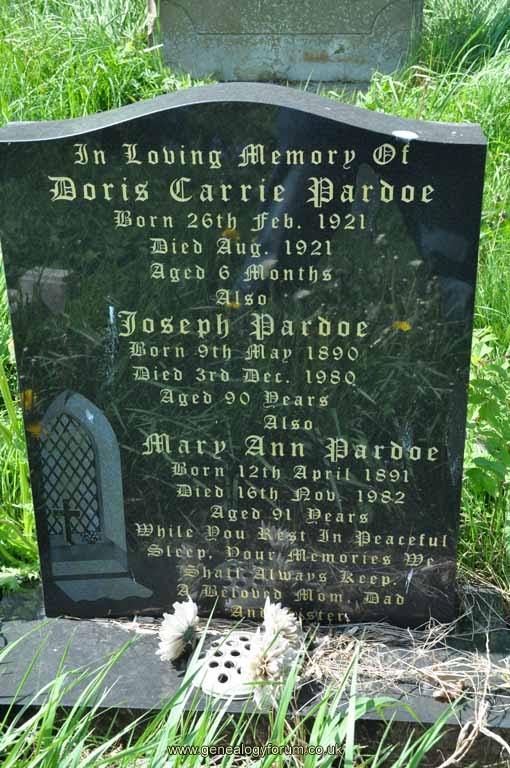 In Loving Memory Of
Doris Carrie Pardoe
Born 26th Feb. 1921
Died Aug. 1921
Aged 6 Months
Also
Joseph Pardoe
Born 9th May 1890
Died 3rd Dec. 1980
Aged 90 Years
Also
Mary Ann Pardoe
Born 12th April 1891
Died 16th Nov. 1982
Aged 91 Years
While You Rest In Peaceful
Sleep, Your Memories We
Shall Always Keep.
A Beloved Mom, Dad
And Sister
www.genealogyforum.co.uk